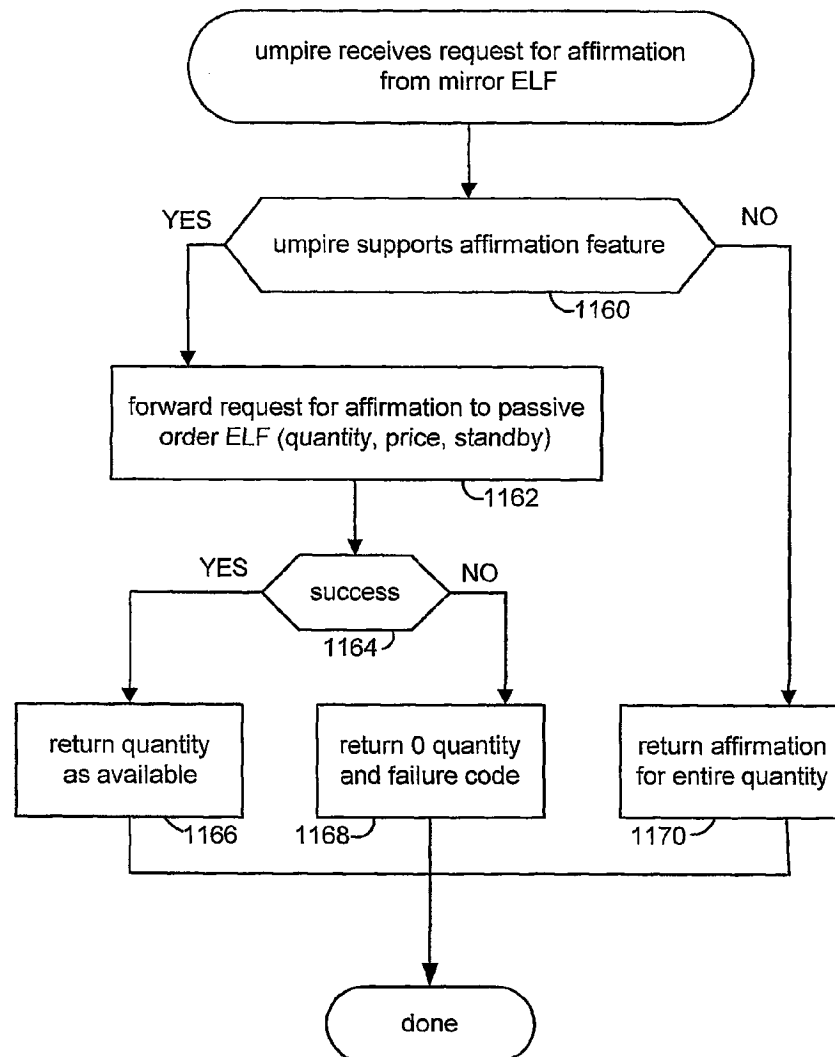 umpire receives request for affirmation
from mirror ELF
YES
NO
umpire supports affirmation feature
1160
forward request for affirmation to passive
order ELF (quantity, price, standby)
1162
YES
NO
success
1164
return quantity
as available
1166
return 0 quantity
and failure code
1168
return affirmation
for entire quantity
1170
done